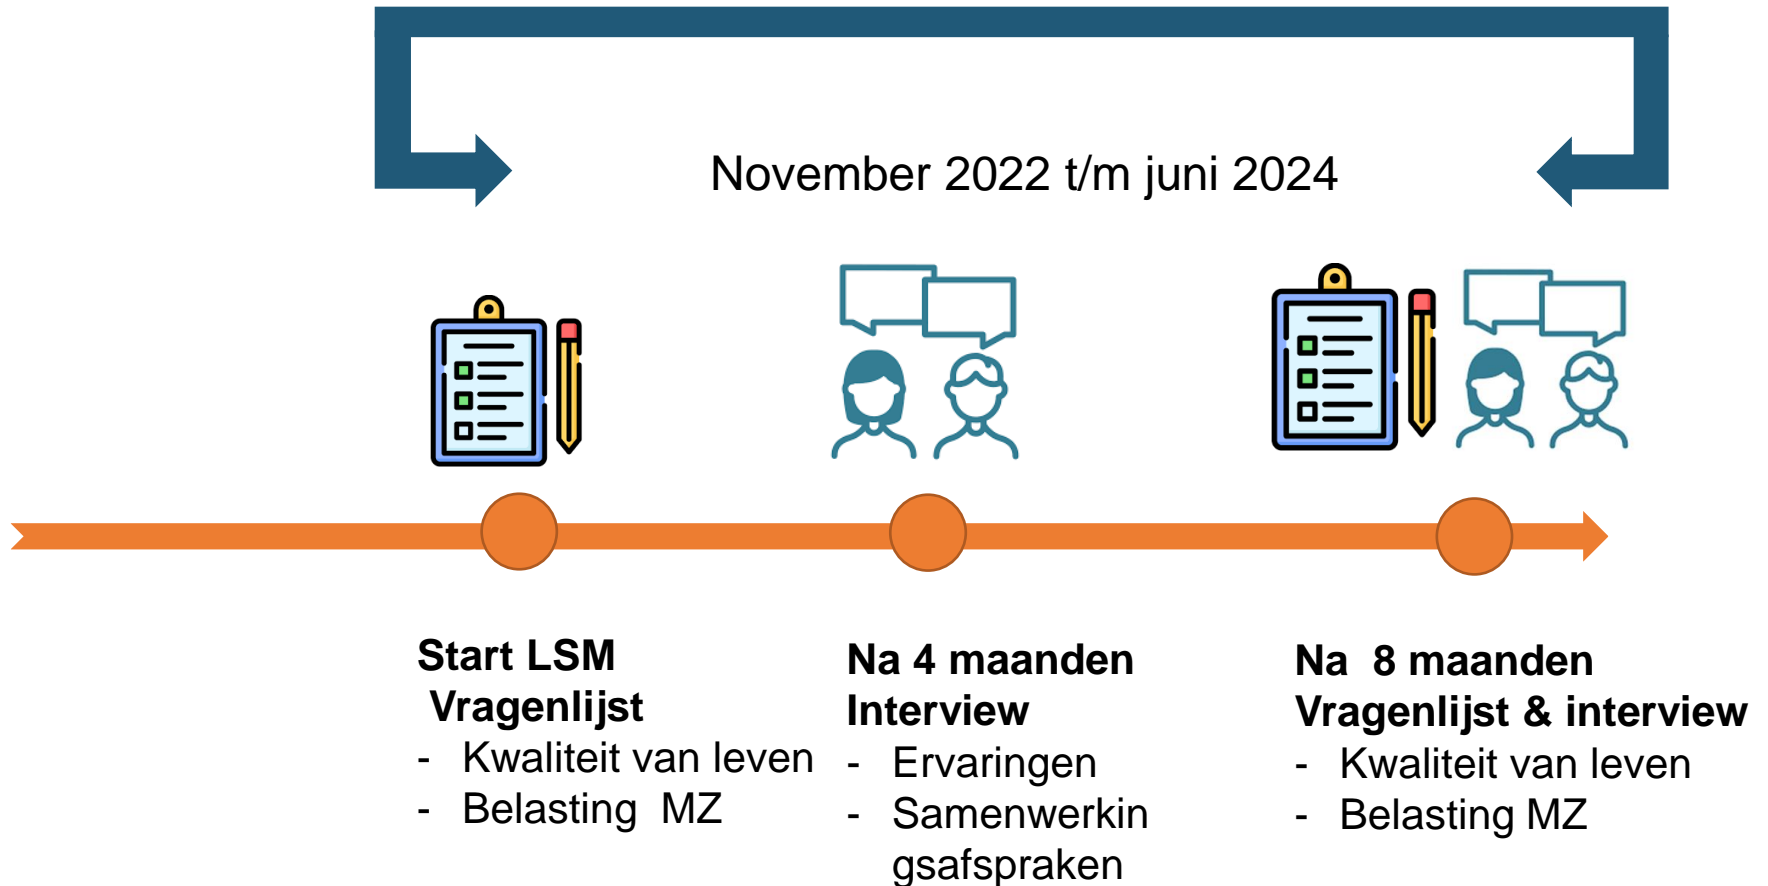 November 2022 t/m juni 2024
Start LSM
Vragenlijst
- Kwaliteit van leven
- Belasting MZ
Na 4 maanden
Interview
- Ervaringen
- Samenwerkin
gsafspraken
Na 8 maanden
Vragenlijst & interview
- Kwaliteit van leven
- Belasting MZ